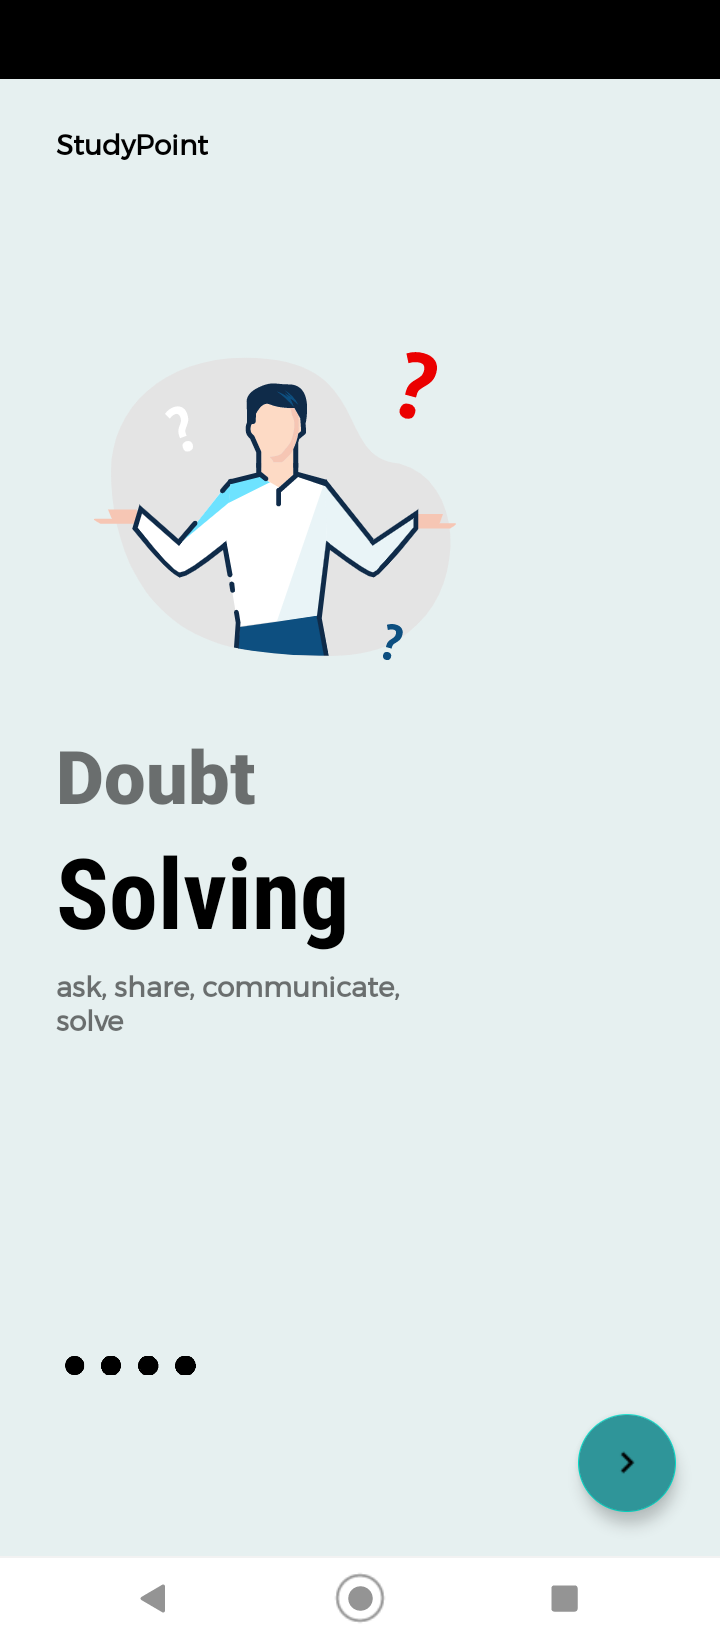 StudyPoint
?
?
?
Doubt
Solving
ask, share, communicate,
solve